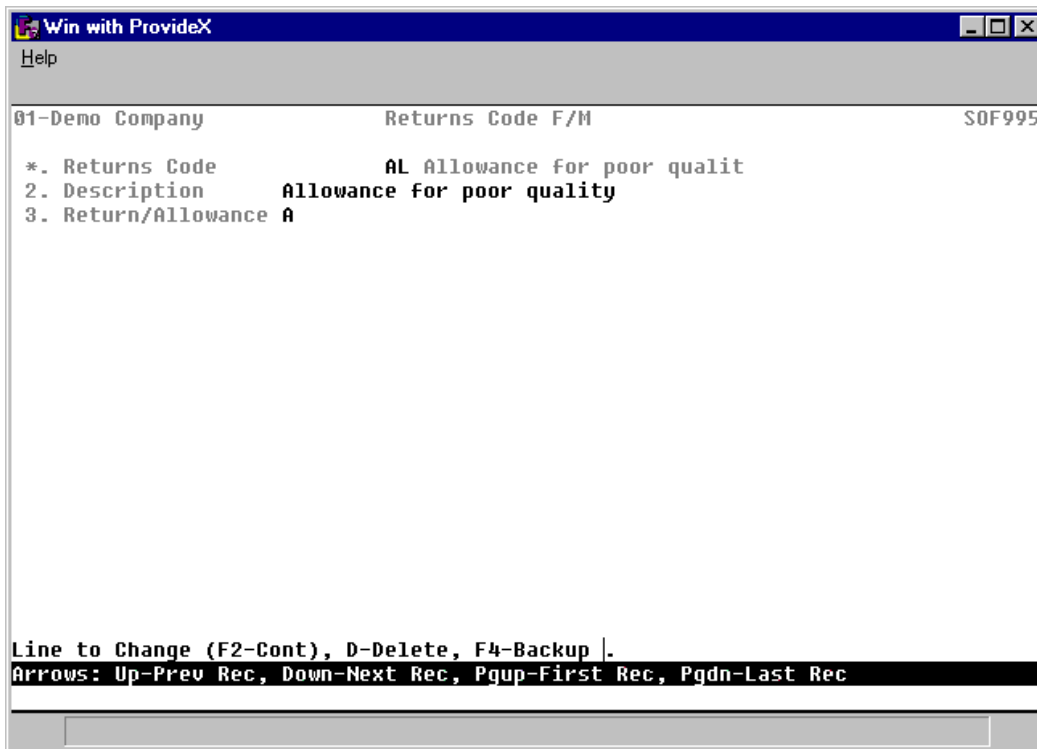 Win with ProvideX
Help
01-Demo Company Returns Code F/M SOF995
*. Returns Code AL Allowance for poor qualit
2. Description Allowance for poor quality
3. Return/Allowance A
Line to Change (F2-Cont), D-Delete, F4-Backup .
Arrows: Up-Prev Rec, Down-Next Rec, Pgup-First Rec, Pgdn-Last Rec